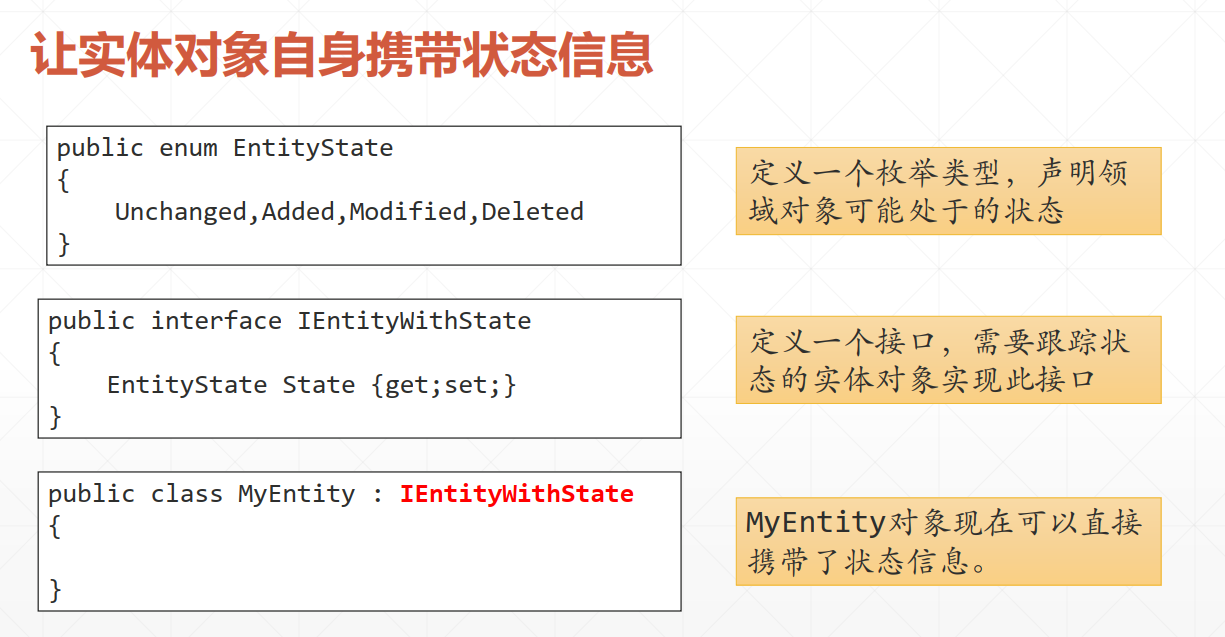 让实体对象自身携带状态信息
public enum EntityState
{
Unchanged,Added,Modified,Deleted
}
定义一个枚举类型，声明领
域对象可能处于的状态
public interface IEntityWithState
{
EntityState State {get;set;}
}
定义一个接口，需要跟踪状
态的实体对象实现此接口
public class MyEntity : IEntityWithState
{
}
MyEntity对象现在可以直接
携带了状态信息。